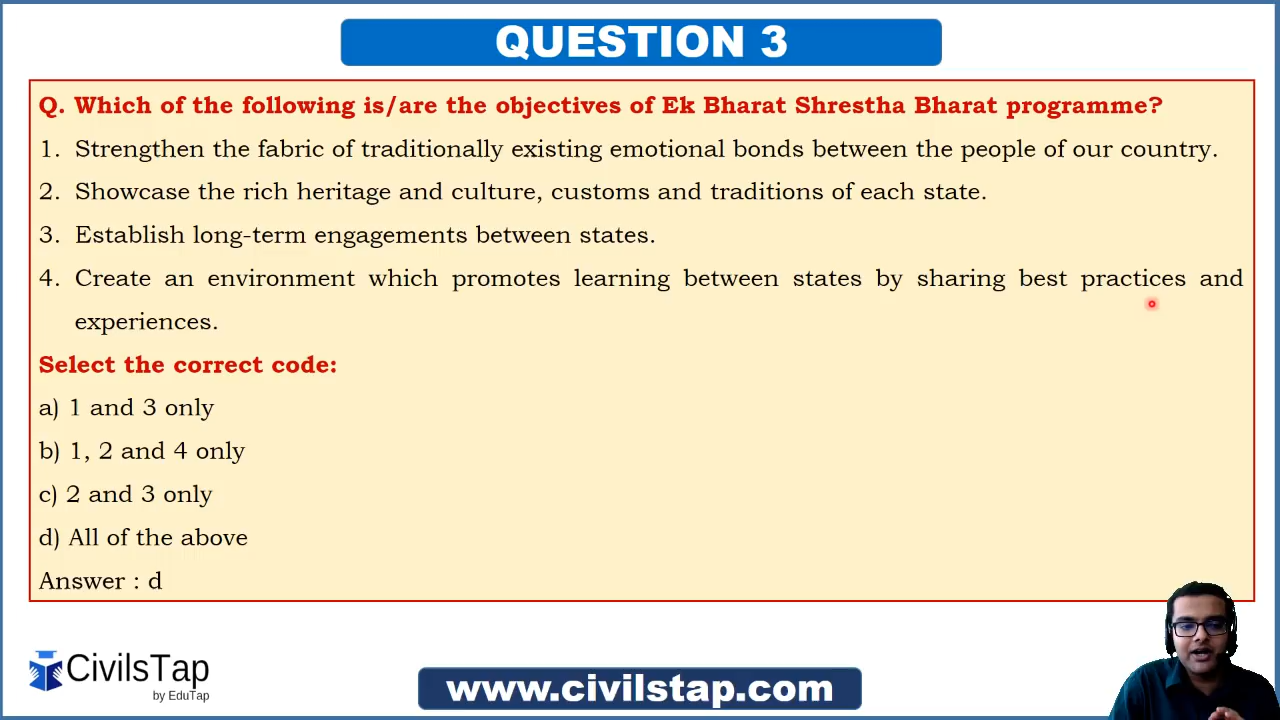 QUESTION 3
Q. Which of the following is/are the objectives of Ek Bharat Shrestha Bharat programme?
1. Strengthen the fabric of traditionally existing emotional bonds between the people of our country.
2. Showcase the rich heritage and culture, customs and traditions of each state.
3. Establish long-term engagements between states.
4. Create an environment which promotes learning between states by sharing best practices and
experiences.
Select the correct code:
a) 1 and 3 only
b) 1, 2 and 4 only
c) 2 and 3 only
d) All of the above
Answer : d
CivilsTap
by EduTap
www.civilstap.com